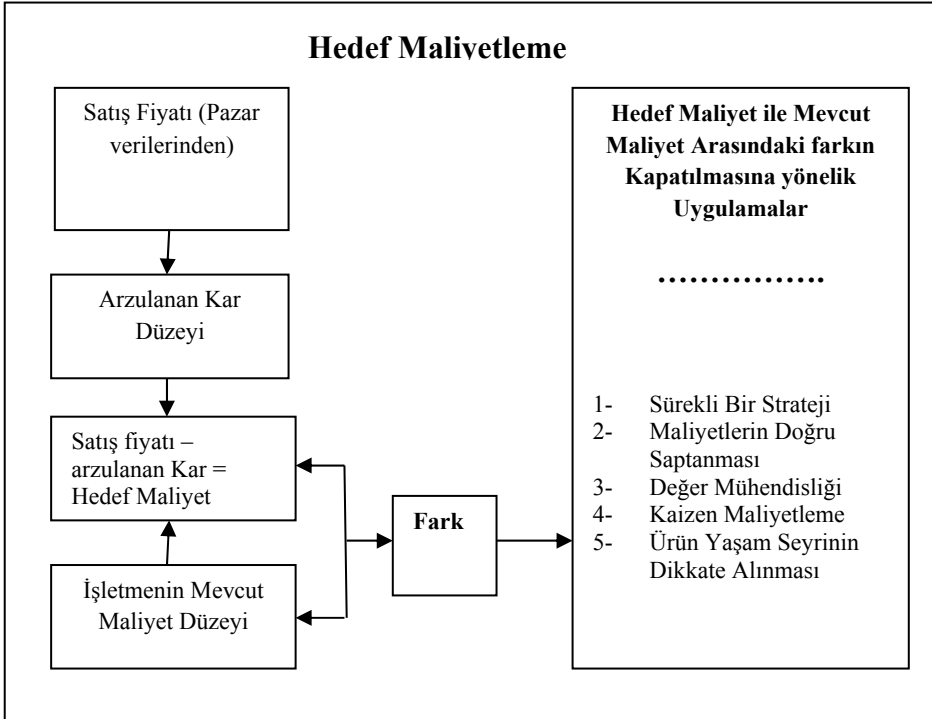 Hedef Malivetleme
Satış Fiyatı (Pazar
verilerinden)
Arzulanan Kar
Düzeyi
Satış fiyatı –
arzulanan Kar =
Hedef Maliyet
İşletmenin Mevcut
Maliyet Düzeyi
Fark
Hedef Maliyet ile Mevcut
Maliyet Arasındaki farkın
Kapatılmasına yönelik
Uygulamalar
…………….
1- Sürekli Bir Strateji
2- Maliyetlerin Doğru
Saptanması
3- Değer Mühendisliği
4- Kaizen Maliyetleme
5- Ürün Yaşam Seyrinin
Dikkate Alınması